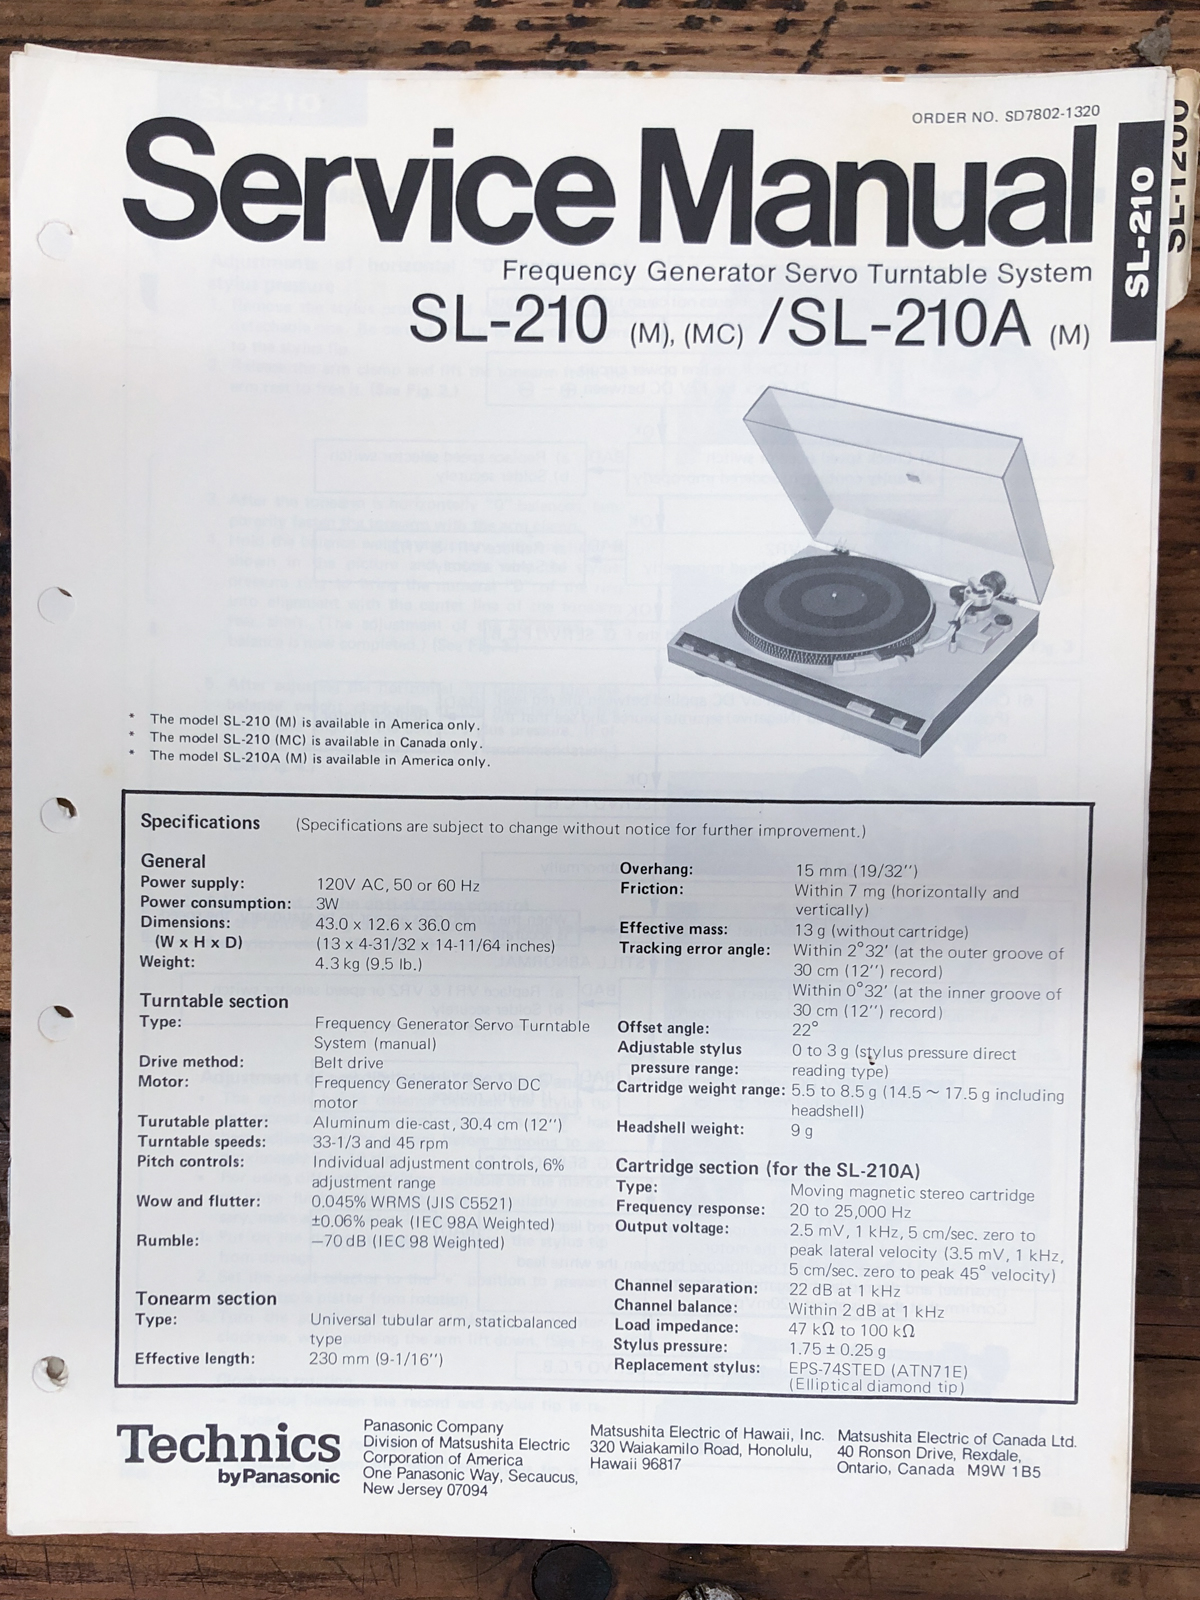 ORDER NO. SD7802-1320
Service Manual
SL-210
SL-1200
Frequency Generator Servo Turntable System
SL-210 (M), (MC) /SL-210A (M)
* The model SL-210 (M) is available in America only.
* The model SL-210 (MC) is available in Canada only.
* The model SL-210A (M) is available in America only.
Specifications (Specifications are subject to change without notice for further improvement.)
General
Power supply: 120V AC, 50 or 60 Hz
Power consumption: 3W
Dimensions: 43.0 x 12.6 x 36.0 cm
(W x H x D) (13 x 4-31/32 x 14-11/64 inches)
Weight: 4.3 kg (9.5 lb.)
Turntable section
Type: Frequency Generator Servo Turntable
System (manual)
Drive method: Belt drive
Motor: Frequency Generator Servo DC
motor
Turutable platter: Aluminum die-cast, 30.4 cm (12")
Turntable speeds: 33-1/3 and 45 rpm
Pitch controls: Individual adjustment controls, 6%
adjustment range
Wow and flutter: 0.045% WRMS (JIS C5521)
±0.06% peak (IEC 98A Weighted)
Rumble: −70 dB (IEC 98 Weighted)
Tonearm section
Type: Universal tubular arm, staticbalanced
type
Effective length: 230 mm (9-1/16")
Overhang: 15 mm (19/32")
Friction: Within 7 mg (horizontally and
vertically)
Effective mass: 13 g (without cartridge)
Tracking error angle: Within 2°32' (at the outer groove of
30 cm (12") record)
Within 0°32' (at the inner groove of
30 cm (12") record)
Offset angle: 22°
Adjustable stylus 0 to 3 g (stylus pressure direct
pressure range: reading type)
Cartridge weight range: 5.5 to 8.5 g (14.5 ~ 17.5 g including
headshell)
Headshell weight: 9 g
Cartridge section (for the SL-210A)
Type: Moving magnetic stereo cartridge
Frequency response: 20 to 25,000 Hz
Output voltage: 2.5 mV, 1 kHz, 5 cm/sec. zero to
peak lateral velocity (3.5 mV, 1 kHz,
5 cm/sec. zero to peak 45° velocity)
Channel separation: 22 dB at 1 kHz
Channel balance: Within 2 dB at 1 kHz
Load impedance: 47 kΩ to 100 kΩ
Stylus pressure: 1.75 ± 0.25 g
Replacement stylus: EPS-74STED (ATN71E)
(Elliptical diamond tip)
Technics
by Panasonic
Panasonic Company
Division of Matsushita Electric
Corporation of America
One Panasonic Way, Secaucus,
New Jersey 07094
Matsushita Electric of Hawaii, Inc.
320 Waiakamilo Road, Honolulu,
Hawaii 96817
Matsushita Electric of Canada Ltd.
40 Ronson Drive, Rexdale,
Ontario, Canada M9W 1B5